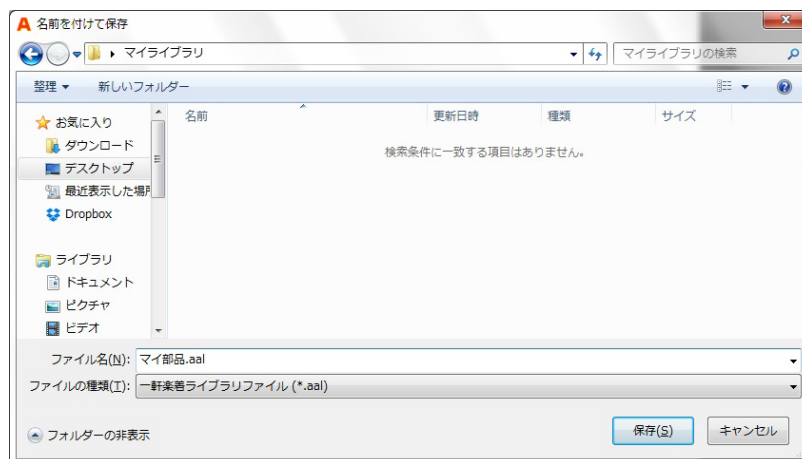 名前を付けて保存
マイライブラリ
マイライブラリの検索
整理 新しいフォルダー
名前 更新日時 種類 サイズ
検索条件に一致する項目はありません。
お気に入り
ダウンロード
デスクトップ
最近表示した場所
Dropbox
ライブラリ
ドキュメント
ピクチャ
ビデオ
ファイル名(N): マイ部品.aal
ファイルの種類(T): 一軒楽善ライブラリファイル (*.aal)
フォルダーの非表示
保存(S) キャンセル